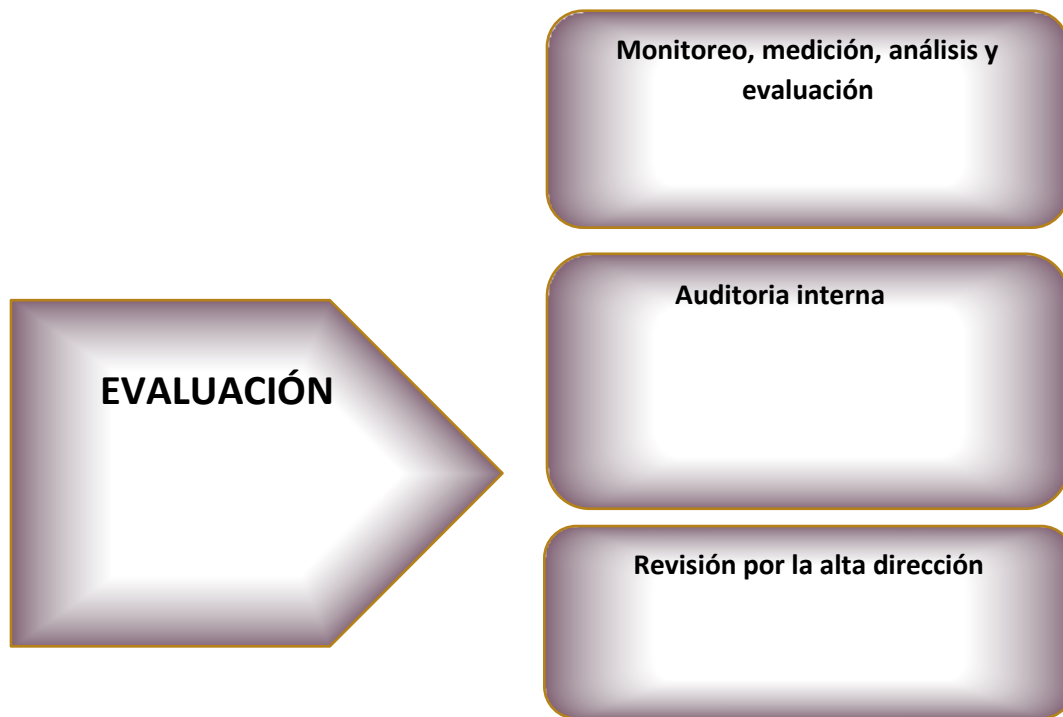 Monitoreo, medición, análisis y
evaluación
Auditoria interna
EVALUACIÓN
Revisión por la alta dirección